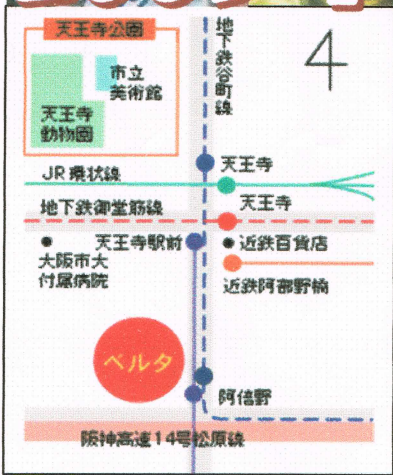 天王寺公園
市立
美術館
天王寺
動物園
地下鉄谷町線
4
天王寺
JR環状線
天王寺
地下鉄御堂筋線
天王寺駅前
近鉄百貨店
大阪市大
付属病院
近鉄阿部野橋
ベルタ
阿倍野
阪神高速14号松原線